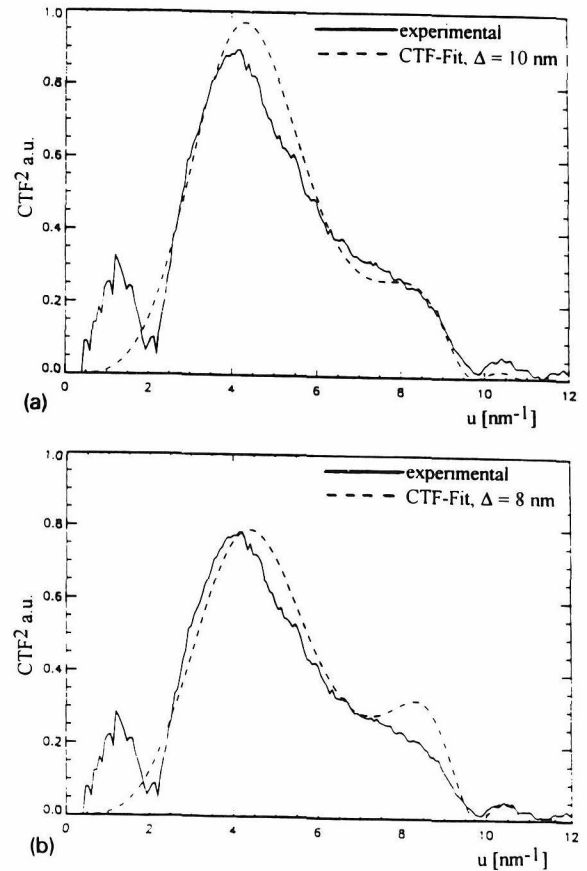 1.0
0.8
0.6
0.4
0.2
0.0
CTF² a.u.
experimental
CTF-Fit, Δ = 10 nm
0 2 4 6 8 10 12
u [nm⁻¹]
(a)
1.0
0.8
0.6
0.4
0.2
0.0
CTF² a.u.
experimental
CTF-Fit, Δ = 8 nm
0 2 4 6 8 10 12
u [nm⁻¹]
(b)